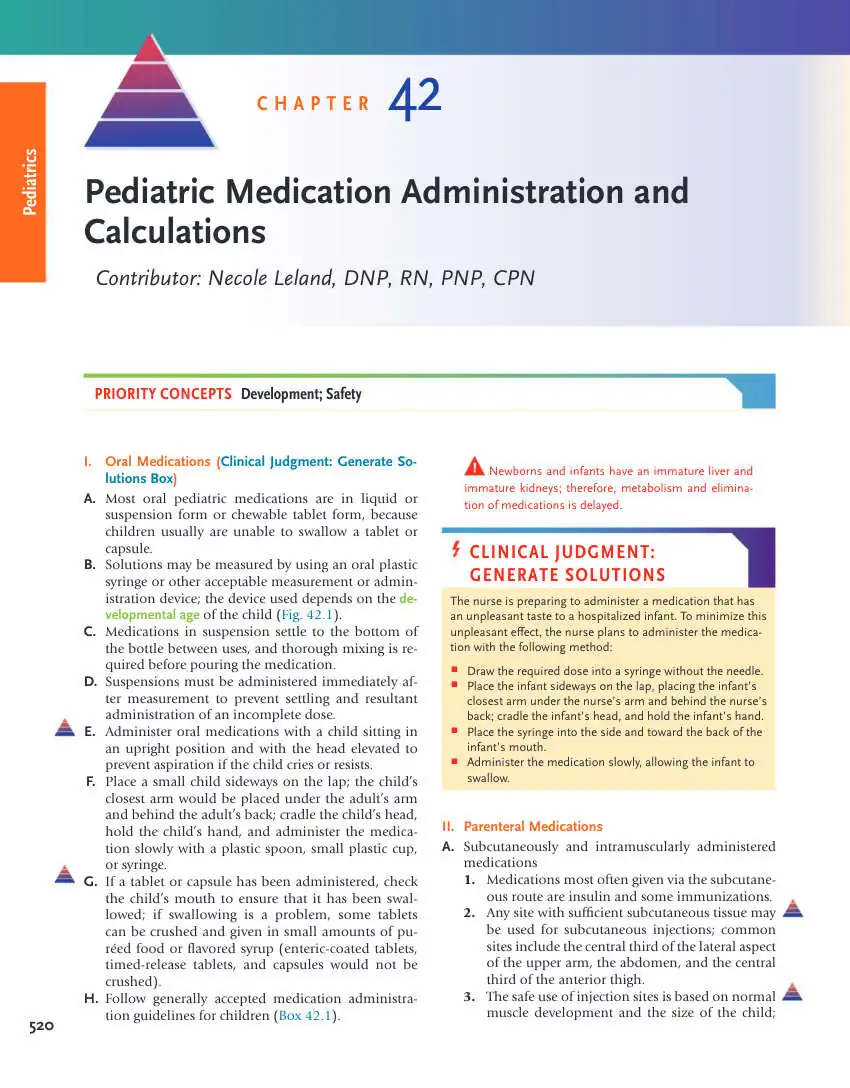 CHAPTER 42
Pediatrics
Pediatric Medication Administration and
Calculations
Contributor: Necole Leland, DNP, RN, PNP, CPN
PRIORITY CONCEPTS Development; Safety
I. Oral Medications (Clinical Judgment: Generate So-
lutions Box)
A. Most oral pediatric medications are in liquid or
suspension form or chewable tablet form, because
children usually are unable to swallow a tablet or
capsule.
B. Solutions may be measured by using an oral plastic
syringe or other acceptable measurement or admin-
istration device; the device used depends on the de-
velopmental age of the child (Fig. 42.1).
C. Medications in suspension settle to the bottom of
the bottle between uses, and thorough mixing is re-
quired before pouring the medication.
D. Suspensions must be administered immediately af-
ter measurement to prevent settling and resultant
administration of an incomplete dose.
E. Administer oral medications with a child sitting in
an upright position and with the head elevated to
prevent aspiration if the child cries or resists.
F. Place a small child sideways on the lap; the child's
closest arm would be placed under the adult's arm
and behind the adult's back; cradle the child's head,
hold the child's hand, and administer the medica-
tion slowly with a plastic spoon, small plastic cup,
or syringe.
G. If a tablet or capsule has been administered, check
the child's mouth to ensure that it has been swal-
lowed; if swallowing is a problem, some tablets
can be crushed and given in small amounts of pu-
réed food or flavored syrup (enteric-coated tablets,
timed-release tablets, and capsules would not be
crushed).
H. Follow generally accepted medication administra-
tion guidelines for children (Box 42.1).
520
Newborns and infants have an immature liver and
immature kidneys; therefore, metabolism and elimina-
tion of medications is delayed.
CLINICAL JUDGMENT:
GENERATE SOLUTIONS
The nurse is preparing to administer a medication that has
an unpleasant taste to a hospitalized infant. To minimize this
unpleasant effect, the nurse plans to administer the medica-
tion with the following method:
▪ Draw the required dose into a syringe without the needle.
▪ Place the infant sideways on the lap, placing the infant's
closest arm under the nurse's arm and behind the nurse's
back; cradle the infant's head, and hold the infant's hand.
▪ Place the syringe into the side and toward the back of the
infant's mouth.
▪ Administer the medication slowly, allowing the infant to
swallow.
II. Parenteral Medications
A. Subcutaneously and intramuscularly administered
medications
1. Medications most often given via the subcutane-
ous route are insulin and some immunizations.
2. Any site with sufficient subcutaneous tissue may
be used for subcutaneous injections; common
sites include the central third of the lateral aspect
of the upper arm, the abdomen, and the central
third of the anterior thigh.
3. The safe use of injection sites is based on normal
muscle development and the size of the child;